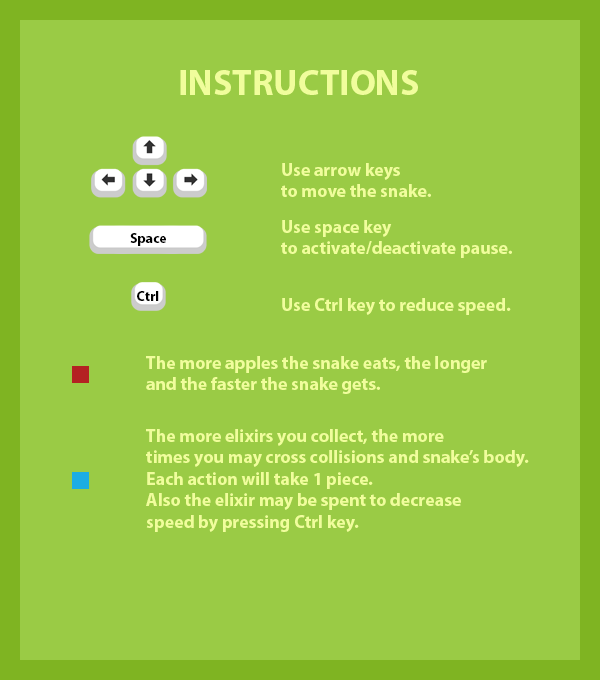 INSTRUCTIONS
Use arrow keys
to move the snake.
Space
Use space key
to activate/deactivate pause.
Ctrl
Use Ctrl key to reduce speed.
The more apples the snake eats, the longer
and the faster the snake gets.
The more elixirs you collect, the more
times you may cross collisions and snake’s body.
Each action will take 1 piece.
Also the elixir may be spent to decrease
speed by pressing Ctrl key.